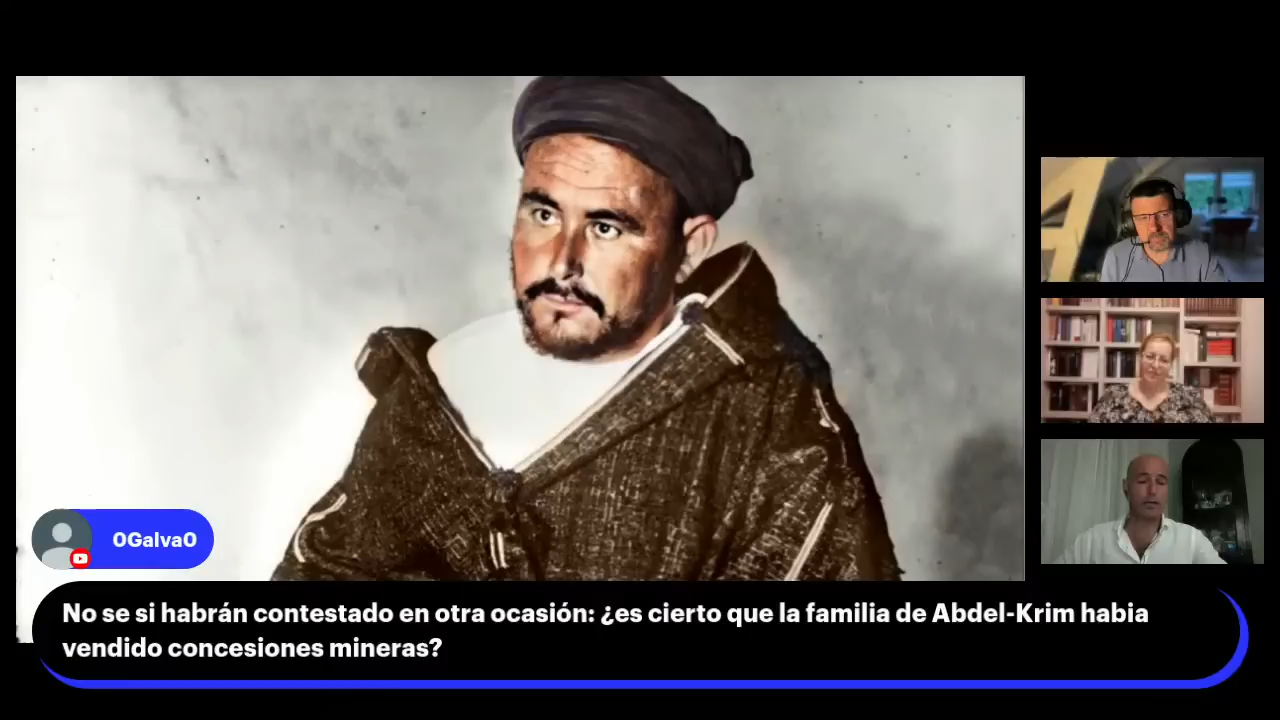 0Galva0
No se si habrán contestado en otra ocasión: ¿es cierto que la familia de Abdel-Krim habia
vendido concesiones mineras?